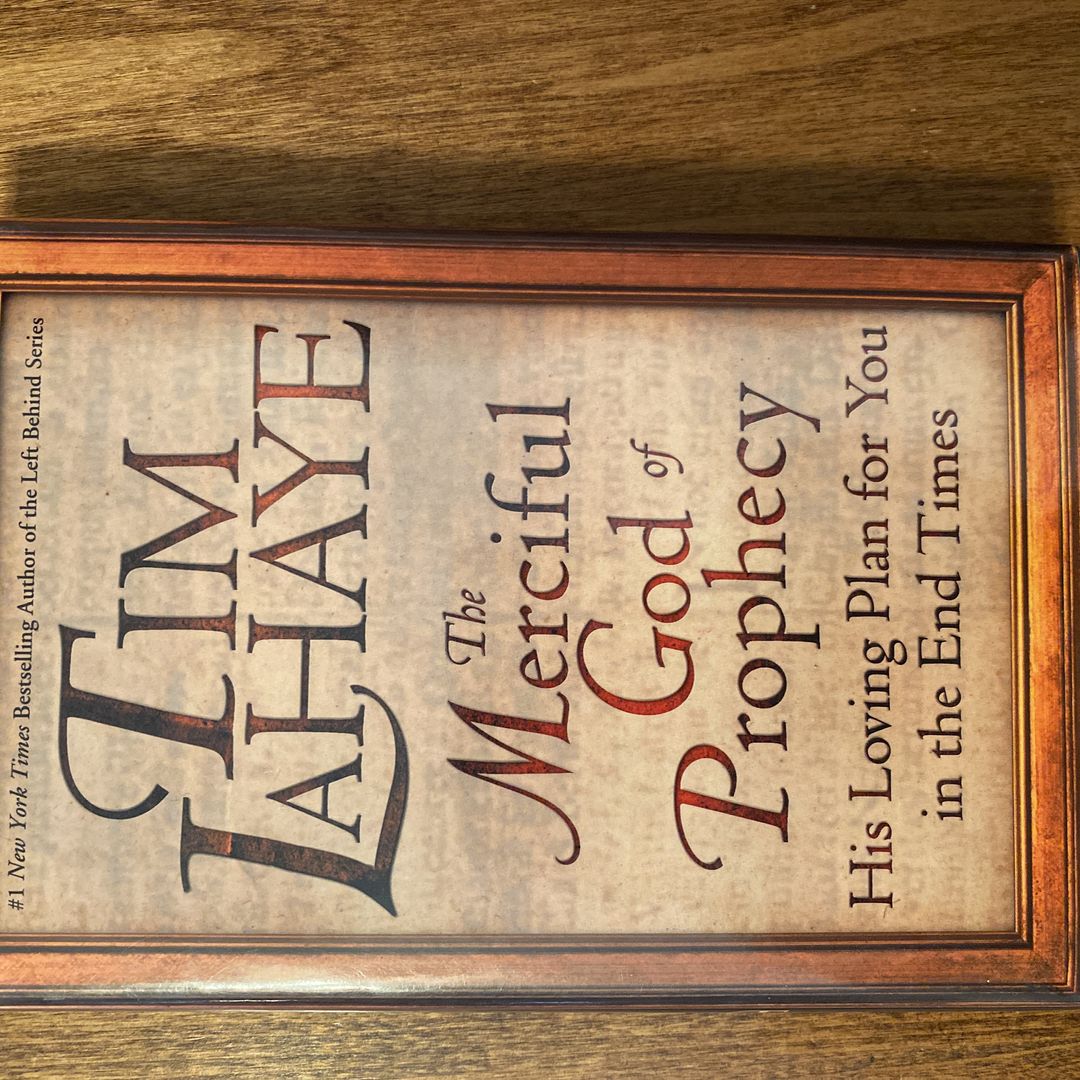 #1 New York Times Bestselling Author of the Left Behind Series
TIM
LAHAYE
The
Merciful
God of
Prophecy
His Loving Plan for You
in the End Times